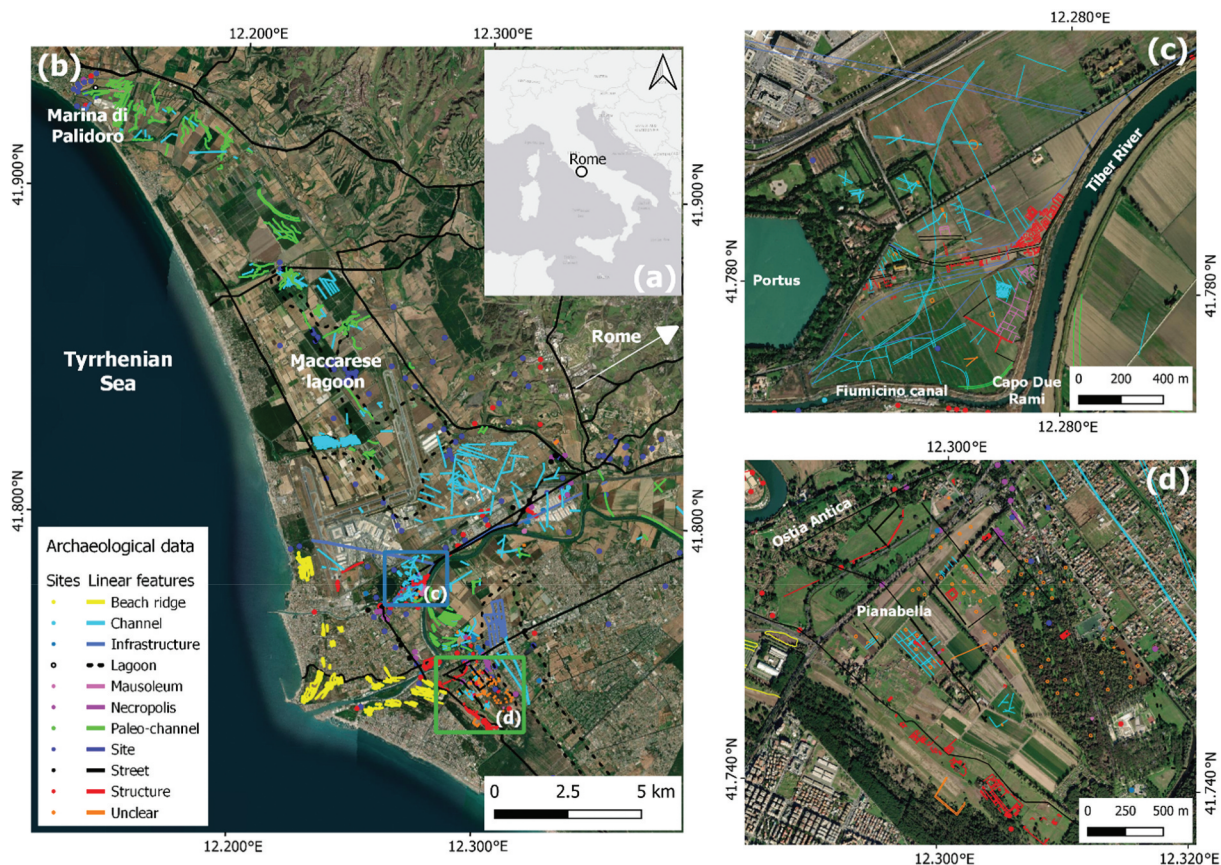 12.200°E
12.300°E
(b)
Marina di
Palidoro
41.900°N
41.900°N
Rome
(a)
Tyrrhenian
Sea
Maccarese
lagoon
Rome
41.800°N
41.800°N
Archaeological data
Sites Linear features
Beach ridge
Channel
Infrastructure
Lagoon
Mausoleum
Necropolis
Paleo-channel
Site
Street
Structure
Unclear
(c)
(d)
0 2.5 5 km
12.200°E
12.300°E
12.280°E
(c)
41.780°N
41.780°N
Portus
Tiber River
Fiumicino canal
Capo Due
Rami
0 200 400 m
12.280°E
12.300°E
(d)
Ostia Antica
Pianabella
41.740°N
41.740°N
0 250 500 m
12.300°E
12.320°E